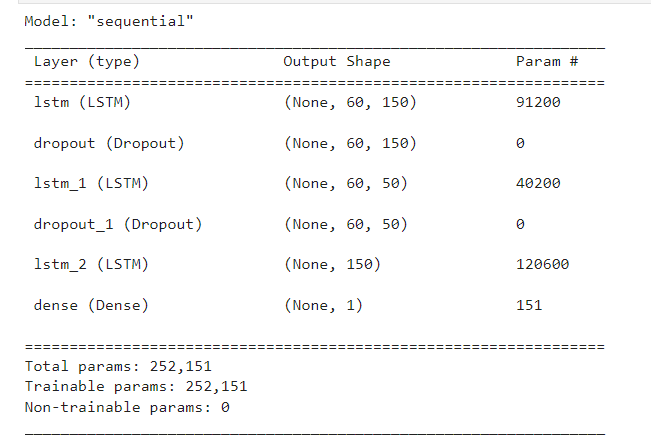 Model: "sequential"
Layer (type) Output Shape Param #
lstm (LSTM) (None, 60, 150) 91200
dropout (Dropout) (None, 60, 150) 0
lstm_1 (LSTM) (None, 60, 50) 40200
dropout_1 (Dropout) (None, 60, 50) 0
lstm_2 (LSTM) (None, 150) 120600
dense (Dense) (None, 1) 151
Total params: 252,151
Trainable params: 252,151
Non-trainable params: 0